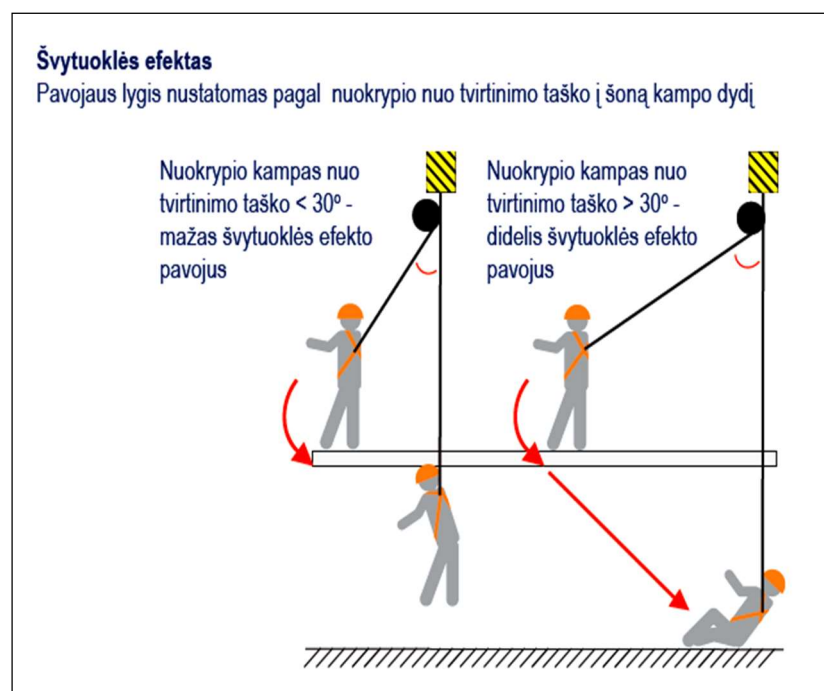 Švytuoklės efektas
Pavojaus lygis nustatomas pagal nuokrypio nuo tvirtinimo taško į šoną kampo dydį
Nuokrypio kampas nuo
tvirtinimo taško < 30º -
mažas švytuoklės efekto
pavojus
Nuokrypio kampas nuo
tvirtinimo taško > 30º -
didelis švytuoklės efekto
pavojus